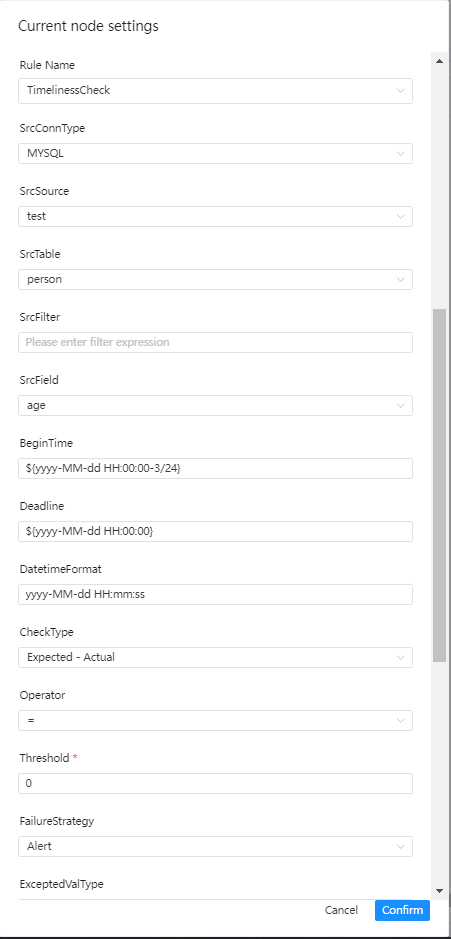 Current node settings
Rule Name
TimelinessCheck
SrcConnType
MYSQL
SrcSource
test
SrcTable
person
SrcFilter
Please enter filter expression
SrcField
age
BeginTime
${yyyy-MM-dd HH:00:00-3/24}
Deadline
${yyyy-MM-dd HH:00:00}
DatetimeFormat
yyyy-MM-dd HH:mm:ss
CheckType
Expected - Actual
Operator
=
Threshold *
0
FailureStrategy
Alert
ExceptedValType
Cancel Confirm